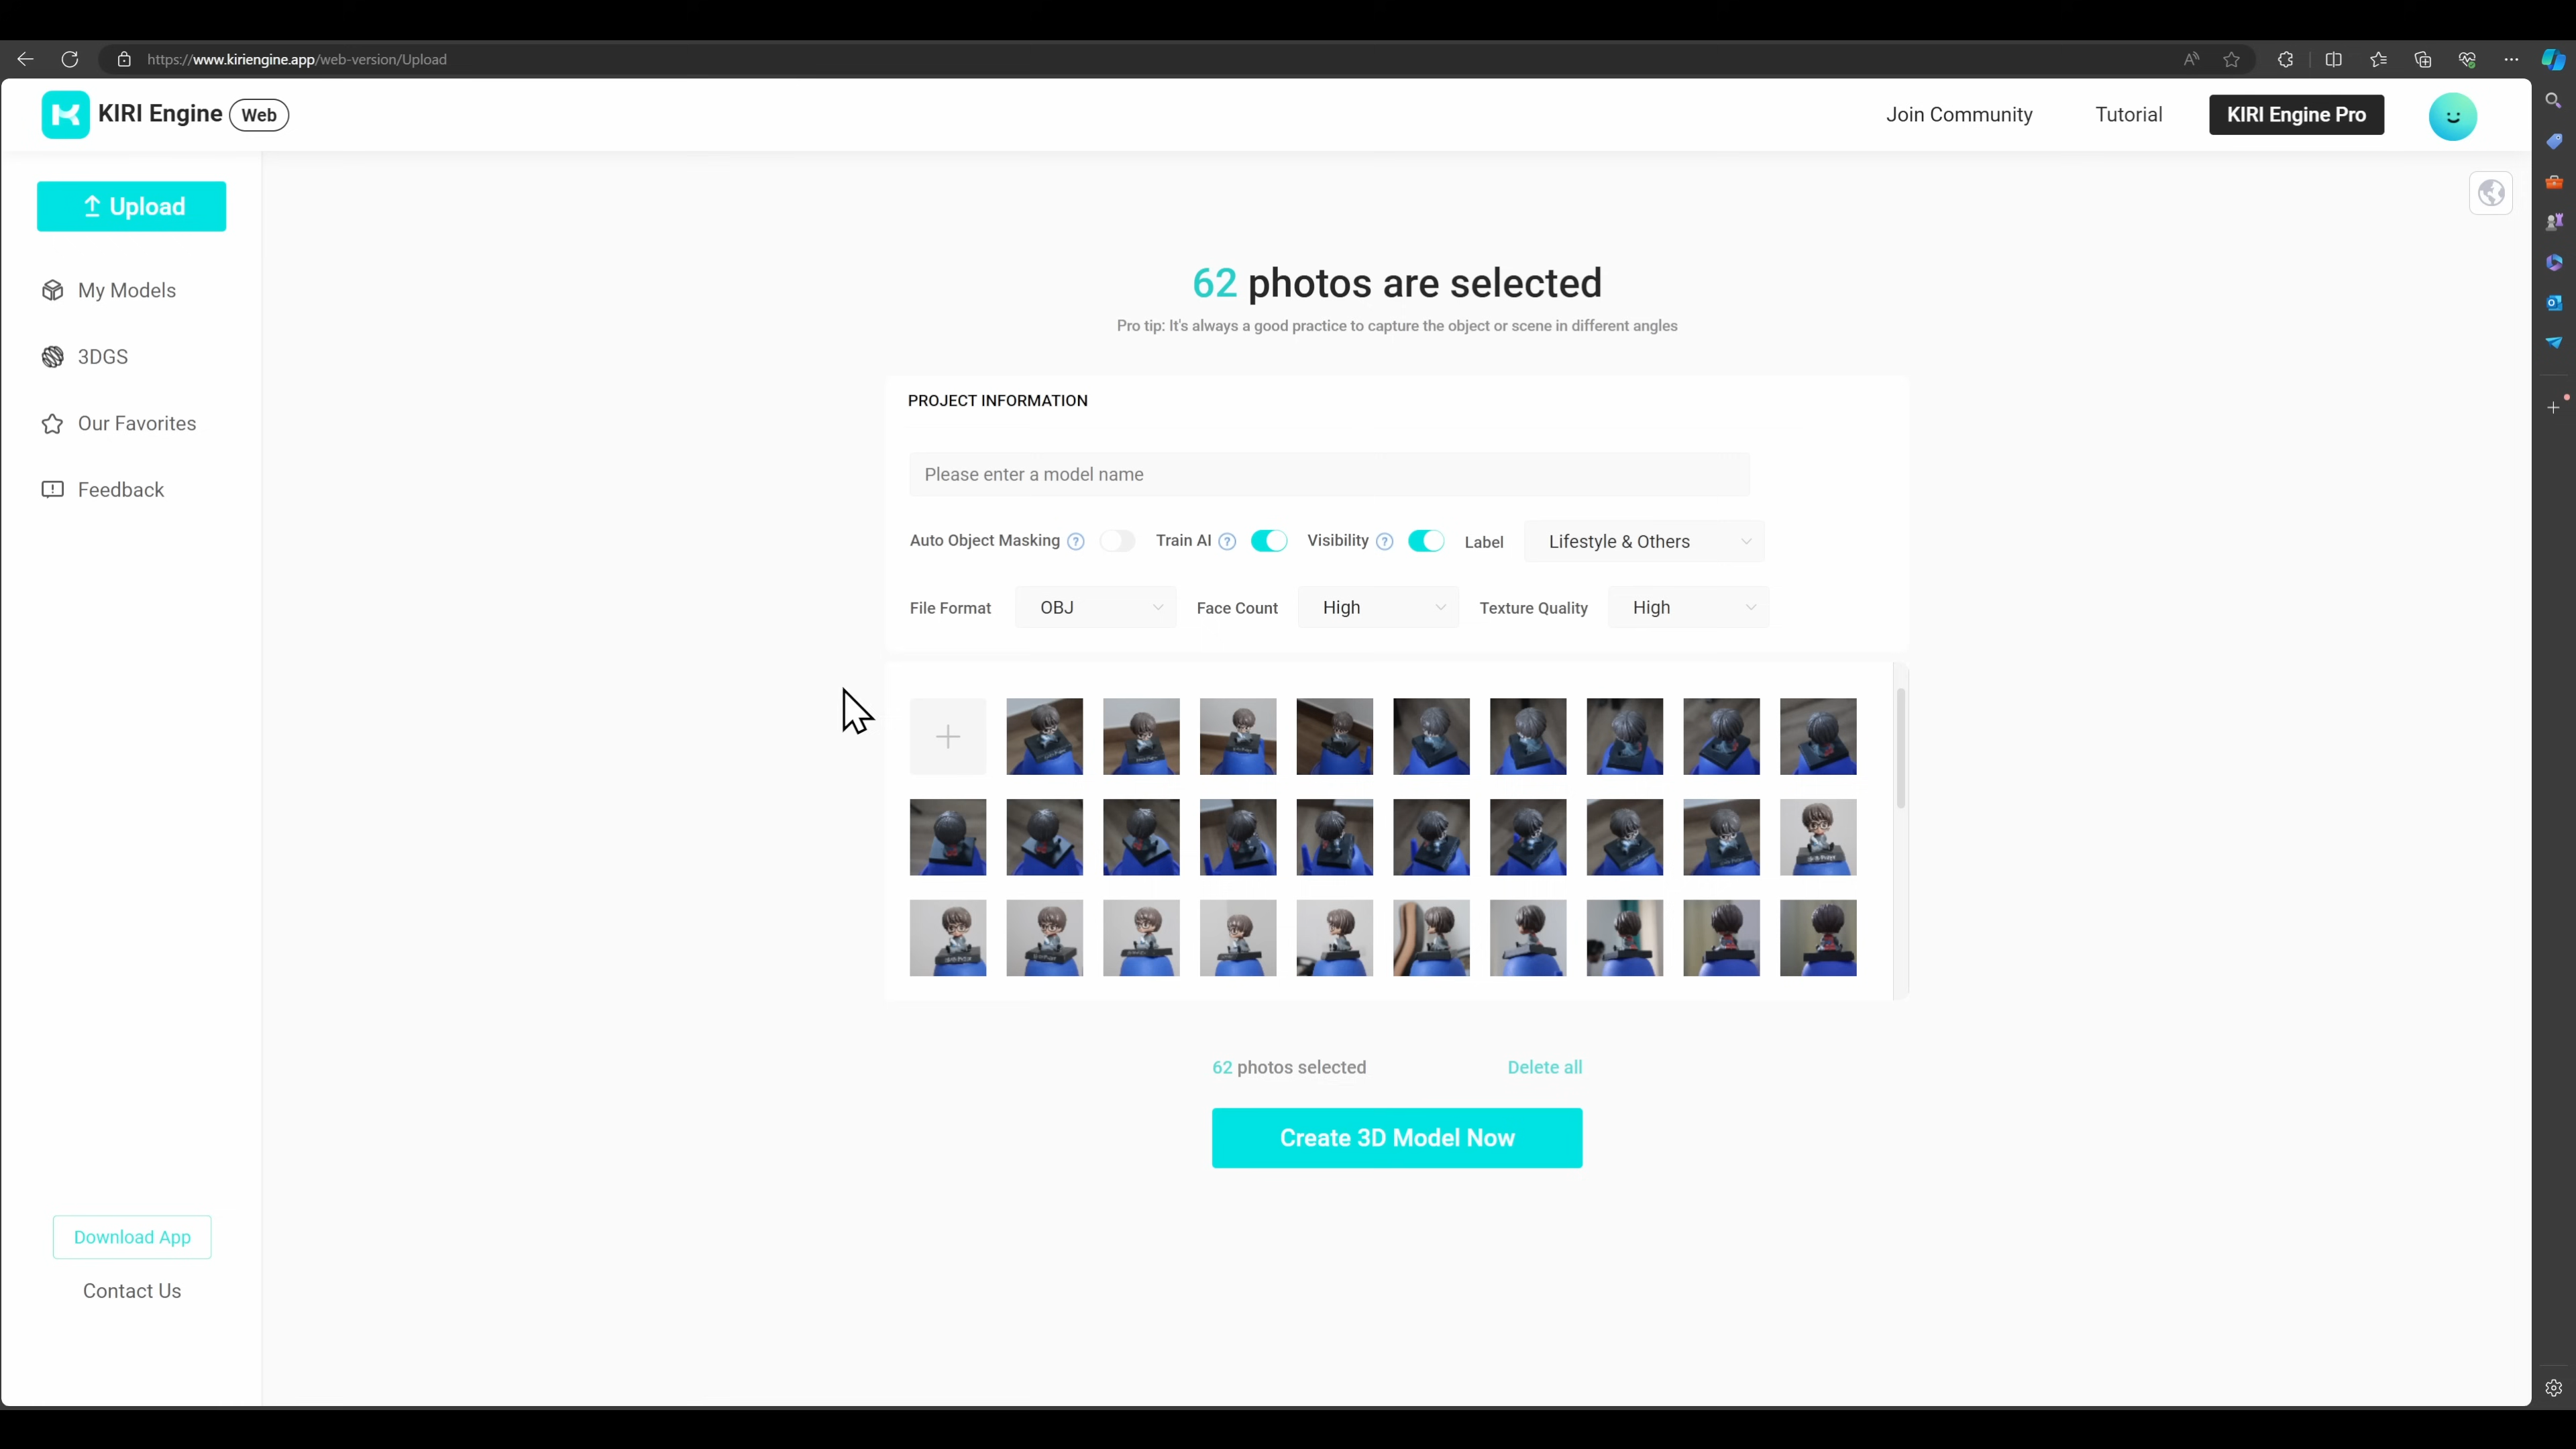 https://www.kiriengine.app/web-version/Upload
KIRI Engine Web
Join Community
Tutorial
KIRI Engine Pro
Upload
My Models
3DGS
Our Favorites
Feedback
62 photos are selected
Pro tip: It's always a good practice to capture the object or scene in different angles
PROJECT INFORMATION
Please enter a model name
Auto Object Masking ? Train AI ? Visibility ? Label Lifestyle & Others
File Format OBJ Face Count High Texture Quality High
62 photos selected
Delete all
Create 3D Model Now
Download App
Contact Us